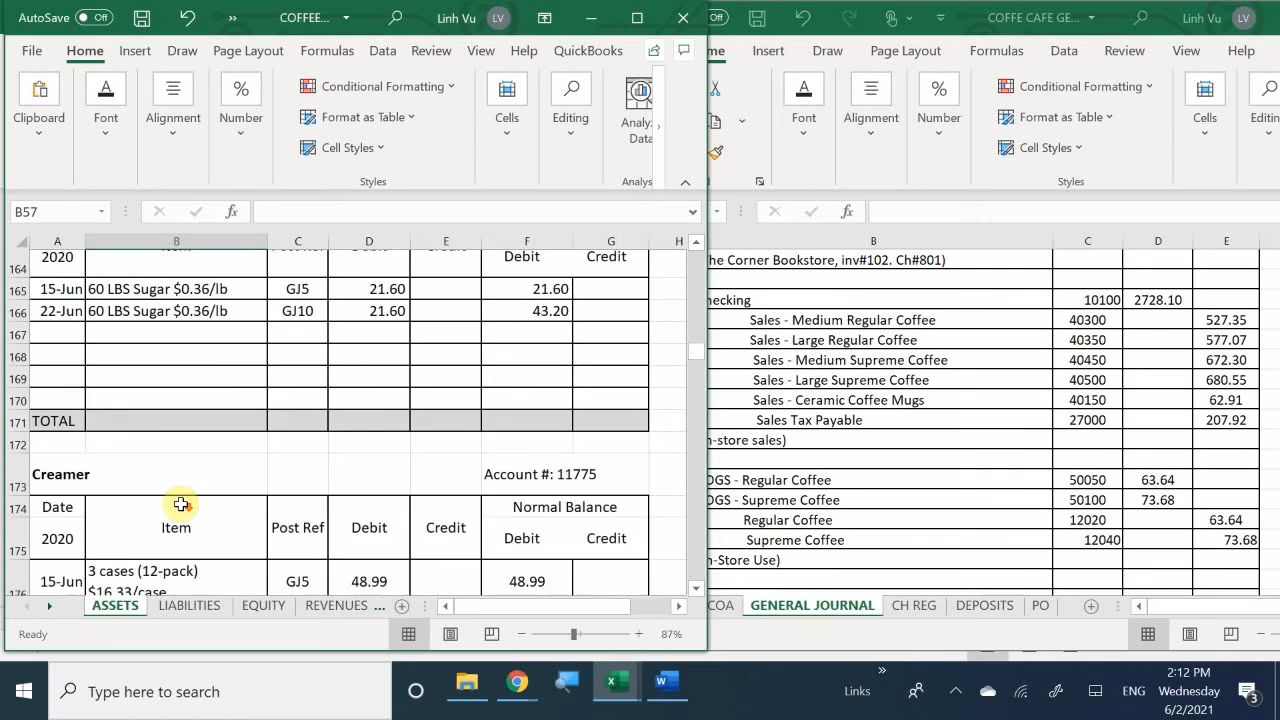 AutoSave Off COFFEE... Linh Vu LV
File Home Insert Draw Page Layout Formulas Data Review View Help QuickBooks
Clipboard
Font
Alignment
%
Number
Conditional Formatting
Format as Table
Cell Styles
Styles
Cells
Editing
Analyz
Data
Analys
B57 fx
A B C D E F G H
164 2020 Debit Credit
165 15-Jun 60 LBS Sugar $0.36/lb GJ5 21.60 21.60
166 22-Jun 60 LBS Sugar $0.36/lb GJ10 21.60 43.20
167
168
169
170
171 TOTAL
172
173 Creamer Account #: 11775
174 Date Normal Balance
Item Post Ref Debit Credit
175 2020 Debit Credit
3 cases (12-pack)
15-Jun GJ5 48.99 48.99
$16.33/case
ASSETS LIABILITIES EQUITY REVENUES ...
Ready 87%
Off COFFE CAFE GE... Linh Vu LV
me Insert Draw Page Layout Formulas Data Review View Help
Font
Alignment
%
Number
Conditional Formatting
Format as Table
Cell Styles
Styles
Cells
Editin
fx
B C D E
he Corner Bookstore, inv#102. Ch#801)
hecking 10100 2728.10
Sales - Medium Regular Coffee 40300 527.35
Sales - Large Regular Coffee 40350 577.07
Sales - Medium Supreme Coffee 40450 672.30
Sales - Large Supreme Coffee 40500 680.55
Sales - Ceramic Coffee Mugs 40150 62.91
Sales Tax Payable 27000 207.92
n-store sales)
OGS - Regular Coffee 50050 63.64
OGS - Supreme Coffee 50100 73.68
Regular Coffee 12020 63.64
Supreme Coffee 12040 73.68
n-Store Use)
COA GENERAL JOURNAL CH REG DEPOSITS PO
Type here to search
Links
ENG
2:12 PM
Wednesday
6/2/2021
3